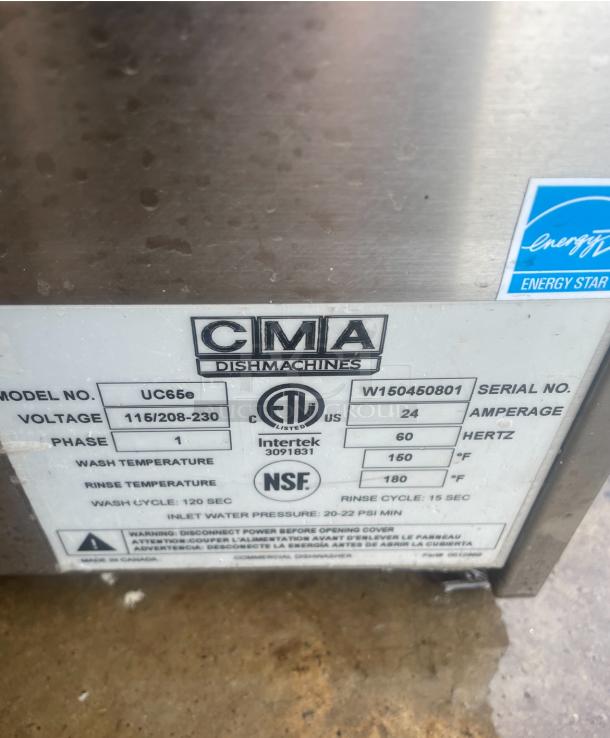 energy
ENERGY STAR
CMA
DISHMACHINES
MODEL NO. UC65e
W150450801 SERIAL NO.
VOLTAGE 115/208-230
C ETL US
LISTED
24 AMPERAGE
PHASE 1
Intertek
3091831
60 HERTZ
WASH TEMPERATURE
150 °F
RINSE TEMPERATURE
NSF.
180 °F
WASH CYCLE: 120 SEC
RINSE CYCLE: 15 SEC
INLET WATER PRESSURE: 20-22 PSI MIN
WARNING: DISCONNECT POWER BEFORE OPENING COVER
ATTENTION:COUPER L'ALIMENTATION AVANT D'ENLEVER LE PANNEAU
ADVERTENCIA: DESCONECTE LA ENERGÍA ANTES DE ABRIR LA CUBIERTA
MADE IN CANADA
COMMERCIAL DISHWASHER